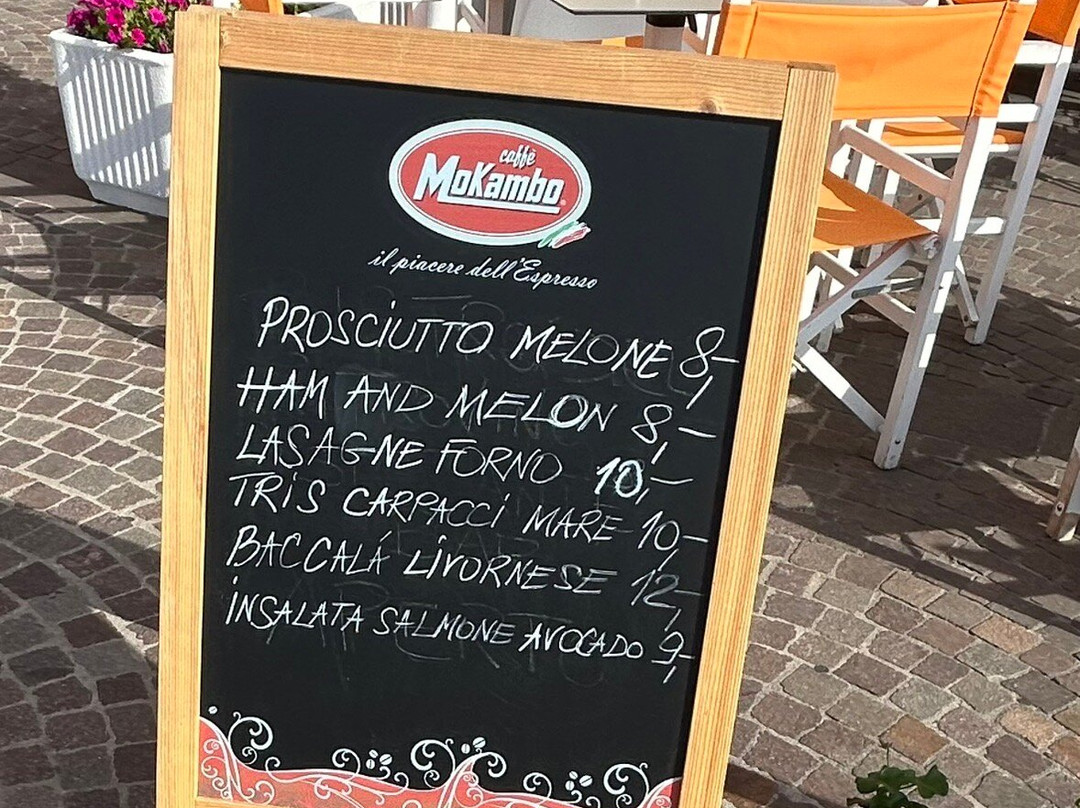 caffè
MoKambo
il piacere dell'Espresso
PROSCIUTTO MELONE 8,-
HAM AND MELON 8,-
LASAGNE FORNO 10,-
TRIS CARPACCI MARE 10,-
BACCALÁ LIVORNESE 12,-
INSALATA SALMONE AVOCADO 9,-